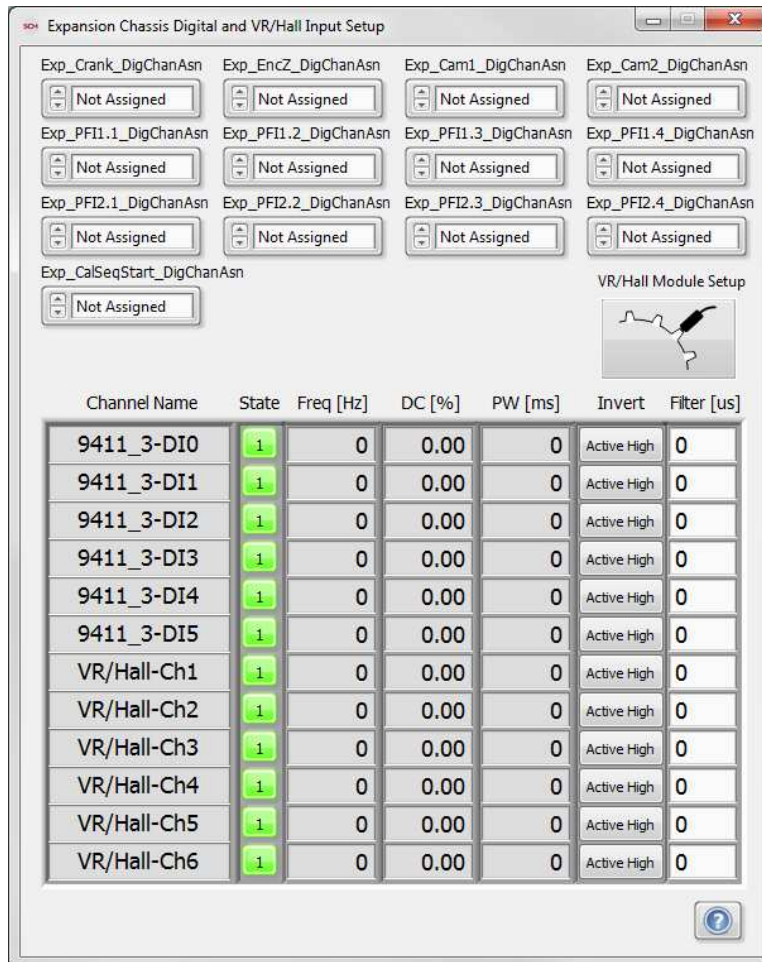 Expansion Chassis Digital and VR/Hall Input Setup
Exp_Crank_DigChanAsn Exp_EncZ_DigChanAsn Exp_Cam1_DigChanAsn Exp_Cam2_DigChanAsn
Not Assigned Not Assigned Not Assigned Not Assigned
Exp_PFI1.1_DigChanAsn Exp_PFI1.2_DigChanAsn Exp_PFI1.3_DigChanAsn Exp_PFI1.4_DigChanAsn
Not Assigned Not Assigned Not Assigned Not Assigned
Exp_PFI2.1_DigChanAsn Exp_PFI2.2_DigChanAsn Exp_PFI2.3_DigChanAsn Exp_PFI2.4_DigChanAsn
Not Assigned Not Assigned Not Assigned Not Assigned
Exp_CalSeqStart_DigChanAsn
Not Assigned
VR/Hall Module Setup
Channel Name State Freq [Hz] DC [%] PW [ms] Invert Filter [us]
9411_3-DI0 1 0 0.00 0 Active High 0
9411_3-DI1 1 0 0.00 0 Active High 0
9411_3-DI2 1 0 0.00 0 Active High 0
9411_3-DI3 1 0 0.00 0 Active High 0
9411_3-DI4 1 0 0.00 0 Active High 0
9411_3-DI5 1 0 0.00 0 Active High 0
VR/Hall-Ch1 1 0 0.00 0 Active High 0
VR/Hall-Ch2 1 0 0.00 0 Active High 0
VR/Hall-Ch3 1 0 0.00 0 Active High 0
VR/Hall-Ch4 1 0 0.00 0 Active High 0
VR/Hall-Ch5 1 0 0.00 0 Active High 0
VR/Hall-Ch6 1 0 0.00 0 Active High 0
?